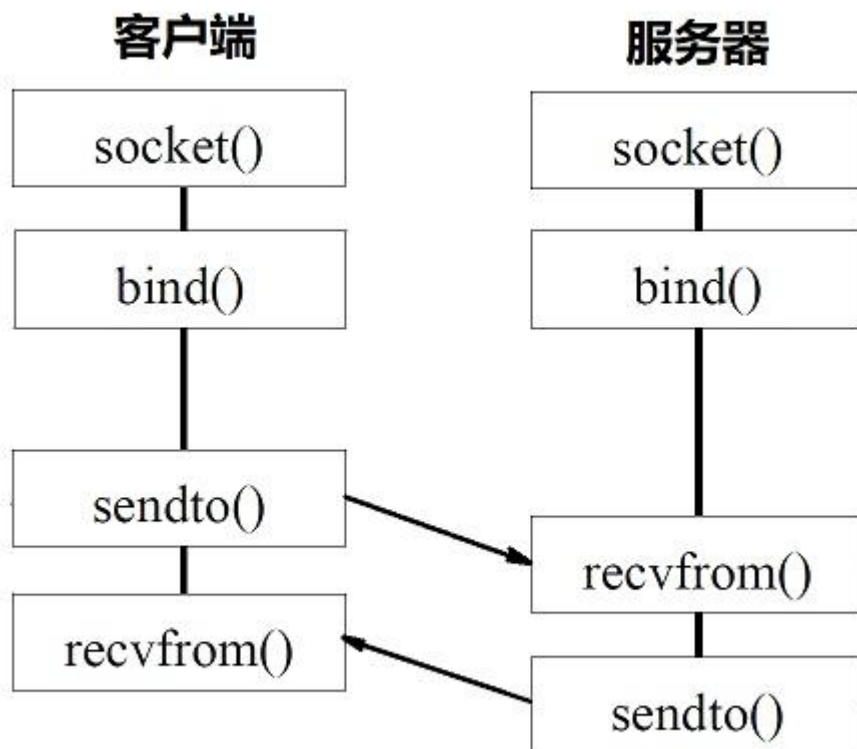 客户端
服务器
socket()
socket()
bind()
bind()
sendto()
recvfrom()
recvfrom()
sendto()